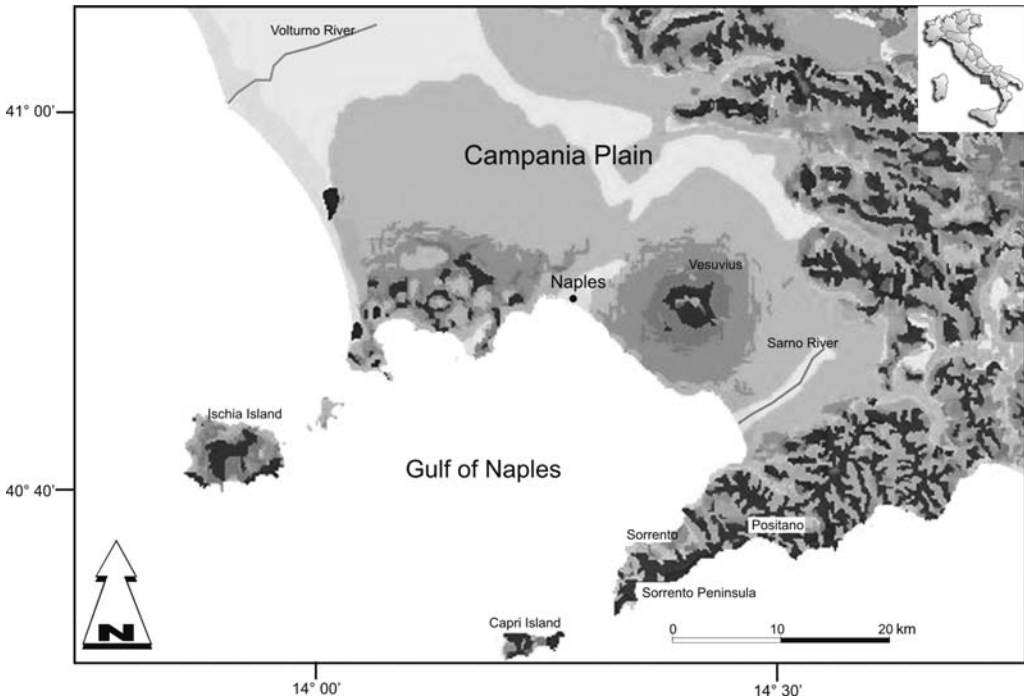 Volturno River
41° 00’
Campania Plain
Vesuvius
Naples
Sarno River
Ischia Island
Gulf of Naples
40° 40’
Positano
Sorrento
Sorrento Peninsula
Capri Island
N
0 10 20 km
14° 00’ 14° 30’